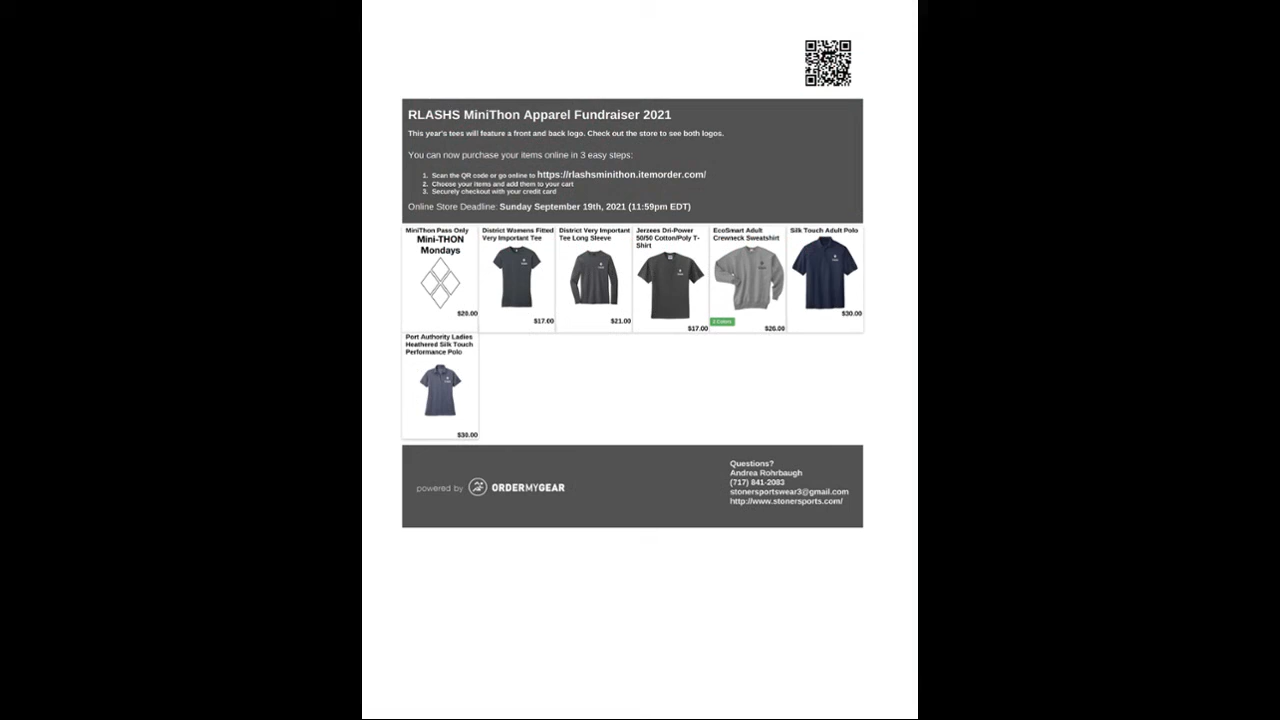 RLASHS MiniThon Apparel Fundraiser 2021
This year's tees will feature a front and back logo. Check out the store to see both logos.
You can now purchase your items online in 3 easy steps:
1. Scan the QR code or go online to https://rlashsminithon.itemorder.com/
2. Choose your items and add them to your cart
3. Securely checkout with your credit card
Online Store Deadline: Sunday September 19th, 2021 (11:59pm EDT)
MiniThon Pass Only
Mini-THON
Mondays
$20.00
District Womens Fitted
Very Important Tee
$17.00
District Very Important
Tee Long Sleeve
$21.00
Jerzees Dri-Power
50/50 Cotton/Poly T-
Shirt
$17.00
EcoSmart Adult
Crewneck Sweatshirt
2 Colors
$26.00
Silk Touch Adult Polo
$30.00
Port Authority Ladies
Heathered Silk Touch
Performance Polo
powered by ORDERMYGEAR
Questions?
Andrea Rohrbaugh
(717) 841-2083
stonersportswear3@gmail.com
http://www.stonersports.com/